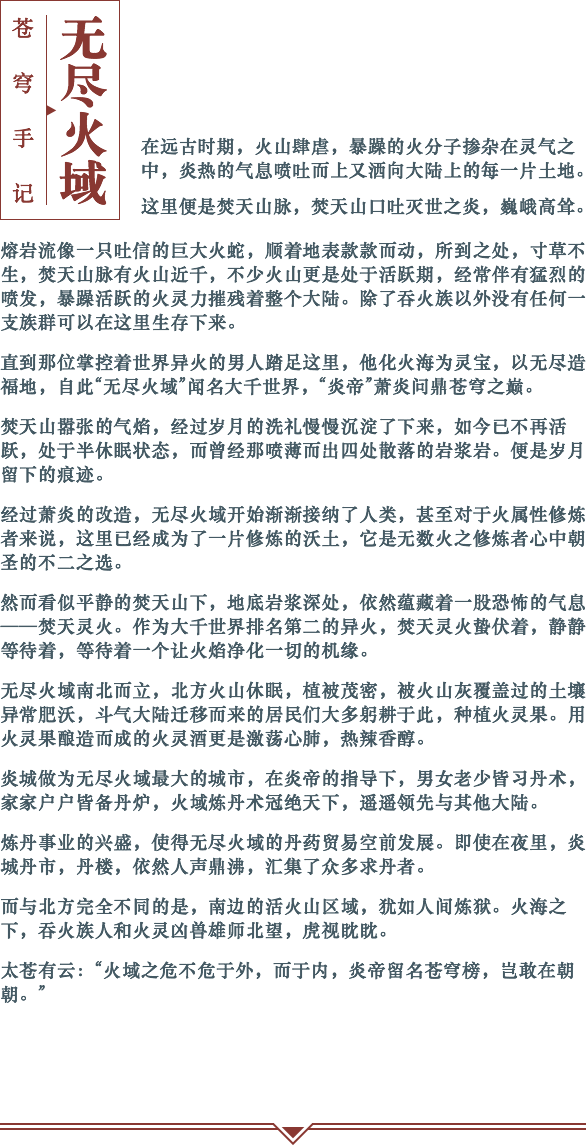 苍穹手记
无尽火域
在远古时期，火山肆虐，暴躁的火分子掺杂在灵气之
中，炎热的气息喷吐而上又洒向大陆上的每一片土地。
这里便是焚天山脉，焚天山口吐灭世之炎，巍峨高耸。
熔岩流像一只吐信的巨大火蛇，顺着地表款款而动，所到之处，寸草不
生，焚天山脉有火山近千，不少火山更是处于活跃期，经常伴有猛烈的
喷发，暴躁活跃的火灵力摧残着整个大陆。除了吞火族以外没有任何一
支族群可以在这里生存下来。
直到那位掌控着世界异火的男人踏足这里，他化火海为灵宝，以无尽造
福地，自此“无尽火域”闻名大千世界，“炎帝”萧炎问鼎苍穹之巅。
焚天山嚣张的气焰，经过岁月的洗礼慢慢沉淀了下来，如今已不再活
跃，处于半休眠状态，而曾经那喷薄而出四处散落的岩浆岩。便是岁月
留下的痕迹。
经过萧炎的改造，无尽火域开始渐渐接纳了人类，甚至对于火属性修炼
者来说，这里已经成为了一片修炼的沃土，它是无数火之修炼者心中朝
圣的不二之选。
然而看似平静的焚天山下，地底岩浆深处，依然蕴藏着一股恐怖的气息
——焚天灵火。作为大千世界排名第二的异火，焚天灵火蛰伏着，静静
等待着，等待着一个让火焰净化一切的机缘。
无尽火域南北而立，北方火山休眠，植被茂密，被火山灰覆盖过的土壤
异常肥沃，斗气大陆迁移而来的居民们大多躬耕于此，种植火灵果。用
火灵果酿造而成的火灵酒更是激荡心肺，热辣香醇。
炎城做为无尽火域最大的城市，在炎帝的指导下，男女老少皆习丹术，
家家户户皆备丹炉，火域炼丹术冠绝天下，遥遥领先与其他大陆。
炼丹事业的兴盛，使得无尽火域的丹药贸易空前发展。即使在夜里，炎
城丹市，丹楼，依然人声鼎沸，汇集了众多求丹者。
而与北方完全不同的是，南边的活火山区域，犹如人间炼狱。火海之
下，吞火族人和火灵凶兽雄师北望，虎视眈眈。
太苍有云：“火域之危不危于外，而于内，炎帝留名苍穹榜，岂敢在朝
朝。”